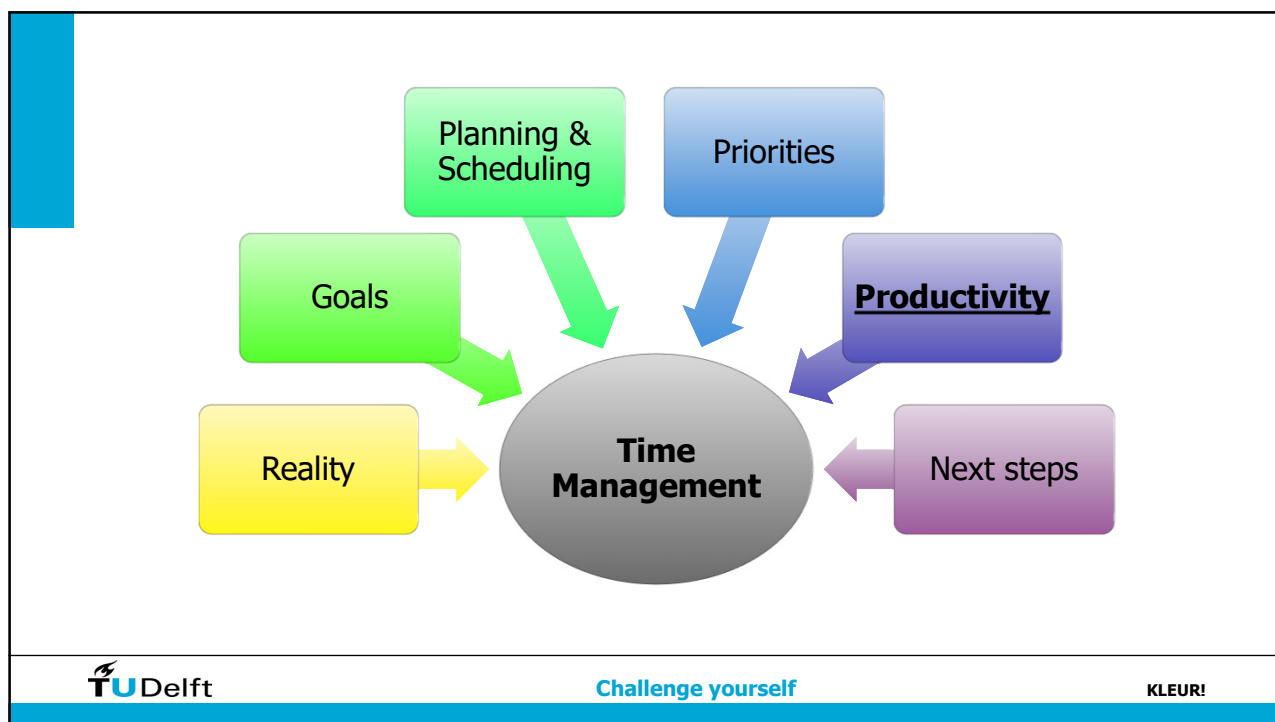 Planning &
Scheduling
Priorities
Goals
Productivity
Reality
Time
Management
Next steps
TUDelft
Challenge yourself
KLEUR!